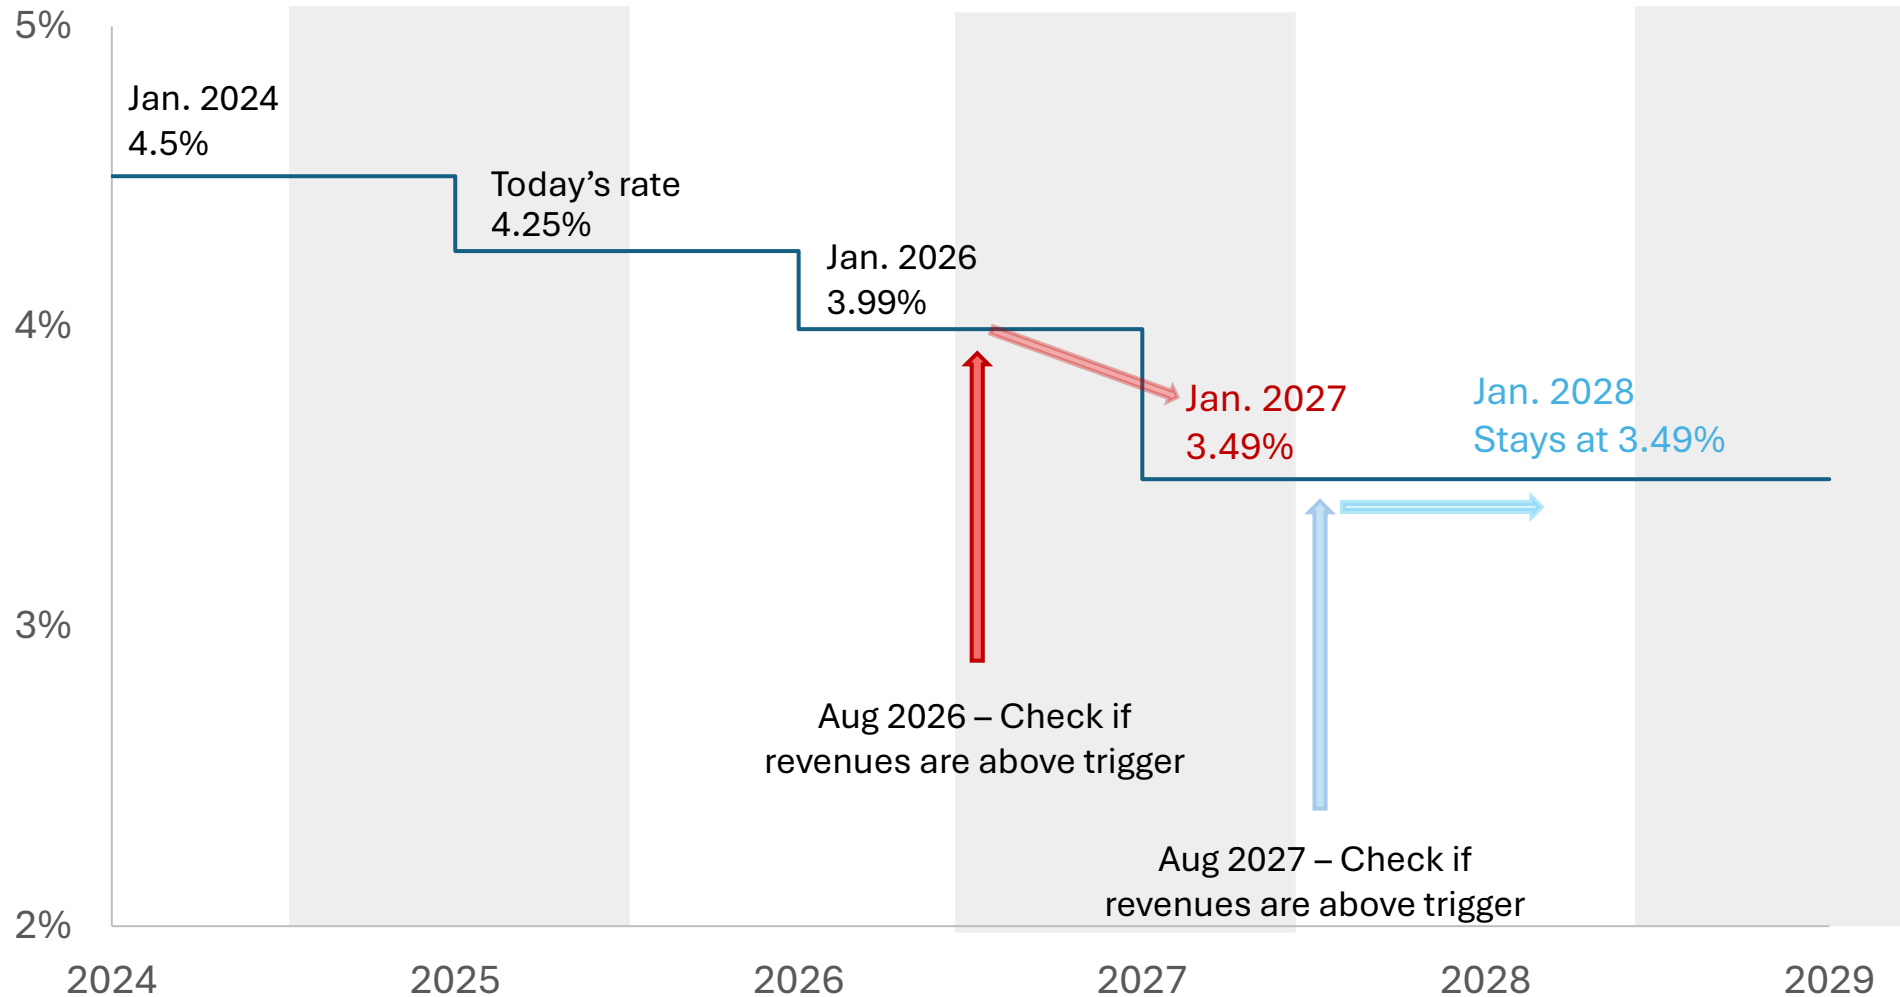 5%
Jan. 2024
4.5%
Today’s rate
4.25%
Jan. 2026
3.99%
4%
Jan. 2027
3.49%
Jan. 2028
Stays at 3.49%
3%
Aug 2026 – Check if
revenues are above trigger
Aug 2027 – Check if
revenues are above trigger
2%
2024 2025 2026 2027 2028 2029